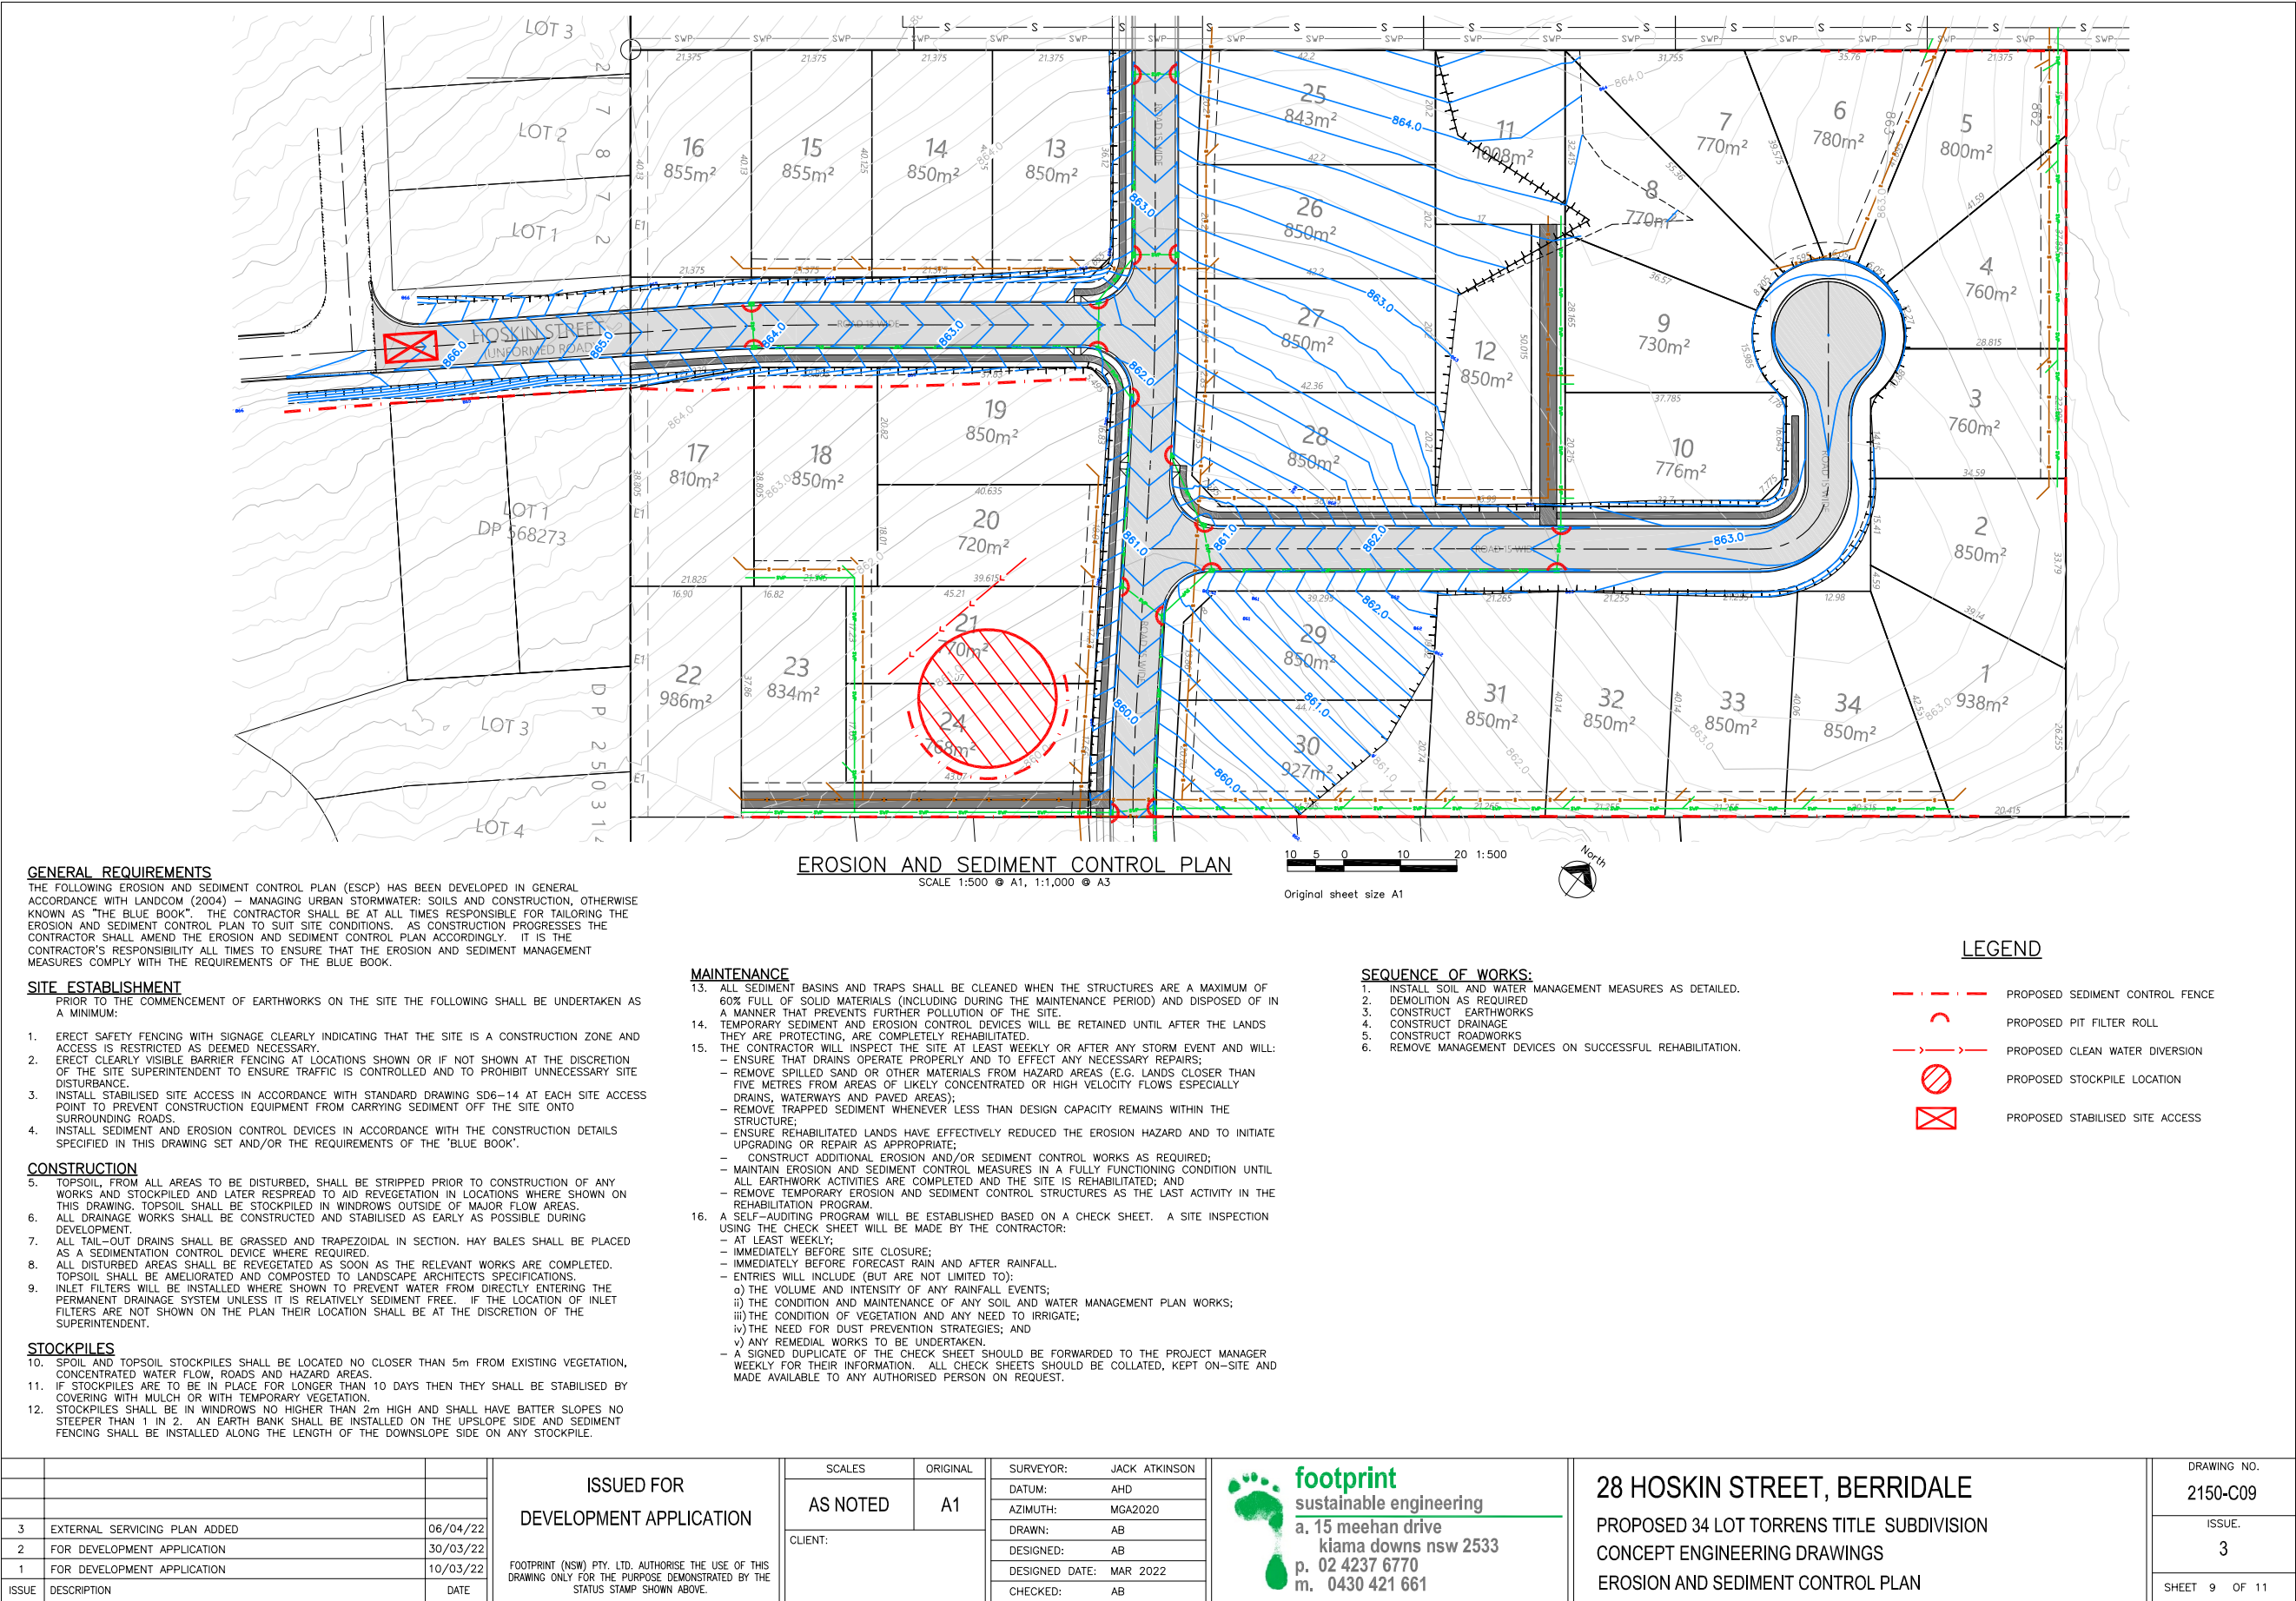 LOT 3
LOT 2
LOT 1
2 7 8 7 2
16
855m²
15
855m²
14
850m²
13
850m²
25
843m²
26
850m²
27
850m²
28
850m²
11
1008m²
12
850m²
7
770m²
6
780m²
5
800m²
8
770m²
4
760m²
9
730m²
3
760m²
10
776m²
2
850m²
1
938m²
HOSKIN STREET
(UNFORMED ROAD)
ROAD 15 WIDE
17
810m²
18
850m²
19
850m²
20
720m²
21
770m²
22
986m²
23
834m²
24
768m²
29
850m²
30
927m²
31
850m²
32
850m²
33
850m²
34
850m²
LOT 1
DP 568273
LOT 3
LOT 4
DP 250314
866.0
865.0
864.0
863.0
862.0
861.0
860.0
EROSION AND SEDIMENT CONTROL PLAN
SCALE 1:500 @ A1, 1:1,000 @ A3
10 5 0 10 20 1:500
Original sheet size A1
North
GENERAL REQUIREMENTS
THE FOLLOWING EROSION AND SEDIMENT CONTROL PLAN (ESCP) HAS BEEN DEVELOPED IN GENERAL
ACCORDANCE WITH LANDCOM (2004) – MANAGING URBAN STORMWATER: SOILS AND CONSTRUCTION, OTHERWISE
KNOWN AS "THE BLUE BOOK". THE CONTRACTOR SHALL BE AT ALL TIMES RESPONSIBLE FOR TAILORING THE
EROSION AND SEDIMENT CONTROL PLAN TO SUIT SITE CONDITIONS. AS CONSTRUCTION PROGRESSES THE
CONTRACTOR SHALL AMEND THE EROSION AND SEDIMENT CONTROL PLAN ACCORDINGLY. IT IS THE
CONTRACTOR'S RESPONSIBILITY ALL TIMES TO ENSURE THAT THE EROSION AND SEDIMENT MANAGEMENT
MEASURES COMPLY WITH THE REQUIREMENTS OF THE BLUE BOOK.
SITE ESTABLISHMENT
PRIOR TO THE COMMENCEMENT OF EARTHWORKS ON THE SITE THE FOLLOWING SHALL BE UNDERTAKEN AS
A MINIMUM:
1. ERECT SAFETY FENCING WITH SIGNAGE CLEARLY INDICATING THAT THE SITE IS A CONSTRUCTION ZONE AND
ACCESS IS RESTRICTED AS DEEMED NECESSARY.
2. ERECT CLEARLY VISIBLE BARRIER FENCING AT LOCATIONS SHOWN OR IF NOT SHOWN AT THE DISCRETION
OF THE SITE SUPERINTENDENT TO ENSURE TRAFFIC IS CONTROLLED AND TO PROHIBIT UNNECESSARY SITE
DISTURBANCE.
3. INSTALL STABILISED SITE ACCESS IN ACCORDANCE WITH STANDARD DRAWING SD6–14 AT EACH SITE ACCESS
POINT TO PREVENT CONSTRUCTION EQUIPMENT FROM CARRYING SEDIMENT OFF THE SITE ONTO
SURROUNDING ROADS.
4. INSTALL SEDIMENT AND EROSION CONTROL DEVICES IN ACCORDANCE WITH THE CONSTRUCTION DETAILS
SPECIFIED IN THIS DRAWING SET AND/OR THE REQUIREMENTS OF THE 'BLUE BOOK'.
CONSTRUCTION
5. TOPSOIL, FROM ALL AREAS TO BE DISTURBED, SHALL BE STRIPPED PRIOR TO CONSTRUCTION OF ANY
WORKS AND STOCKPILED AND LATER RESPREAD TO AID REVEGETATION IN LOCATIONS WHERE SHOWN ON
THIS DRAWING. TOPSOIL SHALL BE STOCKPILED IN WINDROWS OUTSIDE OF MAJOR FLOW AREAS.
6. ALL DRAINAGE WORKS SHALL BE CONSTRUCTED AND STABILISED AS EARLY AS POSSIBLE DURING
DEVELOPMENT.
7. ALL TAIL–OUT DRAINS SHALL BE GRASSED AND TRAPEZOIDAL IN SECTION. HAY BALES SHALL BE PLACED
AS A SEDIMENTATION CONTROL DEVICE WHERE REQUIRED.
8. ALL DISTURBED AREAS SHALL BE REVEGETATED AS SOON AS THE RELEVANT WORKS ARE COMPLETED.
TOPSOIL SHALL BE AMELIORATED AND COMPOSTED TO LANDSCAPE ARCHITECTS SPECIFICATIONS.
9. INLET FILTERS WILL BE INSTALLED WHERE SHOWN TO PREVENT WATER FROM DIRECTLY ENTERING THE
PERMANENT DRAINAGE SYSTEM UNLESS IT IS RELATIVELY SEDIMENT FREE. IF THE LOCATION OF INLET
FILTERS ARE NOT SHOWN ON THE PLAN THEIR LOCATION SHALL BE AT THE DISCRETION OF THE
SUPERINTENDENT.
STOCKPILES
10. SPOIL AND TOPSOIL STOCKPILES SHALL BE LOCATED NO CLOSER THAN 5m FROM EXISTING VEGETATION,
CONCENTRATED WATER FLOW, ROADS AND HAZARD AREAS.
11. IF STOCKPILES ARE TO BE IN PLACE FOR LONGER THAN 10 DAYS THEN THEY SHALL BE STABILISED BY
COVERING WITH MULCH OR WITH TEMPORARY VEGETATION.
12. STOCKPILES SHALL BE IN WINDROWS NO HIGHER THAN 2m HIGH AND SHALL HAVE BATTER SLOPES NO
STEEPER THAN 1 IN 2. AN EARTH BANK SHALL BE INSTALLED ON THE UPSLOPE SIDE AND SEDIMENT
FENCING SHALL BE INSTALLED ALONG THE LENGTH OF THE DOWNSLOPE SIDE ON ANY STOCKPILE.
MAINTENANCE
13. ALL SEDIMENT BASINS AND TRAPS SHALL BE CLEANED WHEN THE STRUCTURES ARE A MAXIMUM OF
60% FULL OF SOLID MATERIALS (INCLUDING DURING THE MAINTENANCE PERIOD) AND DISPOSED OF IN
A MANNER THAT PREVENTS FURTHER POLLUTION OF THE SITE.
14. TEMPORARY SEDIMENT AND EROSION CONTROL DEVICES WILL BE RETAINED UNTIL AFTER THE LANDS
THEY ARE PROTECTING, ARE COMPLETELY REHABILITATED.
15. THE CONTRACTOR WILL INSPECT THE SITE AT LEAST WEEKLY OR AFTER ANY STORM EVENT AND WILL:
– ENSURE THAT DRAINS OPERATE PROPERLY AND TO EFFECT ANY NECESSARY REPAIRS;
– REMOVE SPILLED SAND OR OTHER MATERIALS FROM HAZARD AREAS (E.G. LANDS CLOSER THAN
FIVE METRES FROM AREAS OF LIKELY CONCENTRATED OR HIGH VELOCITY FLOWS ESPECIALLY
DRAINS, WATERWAYS AND PAVED AREAS);
– REMOVE TRAPPED SEDIMENT WHENEVER LESS THAN DESIGN CAPACITY REMAINS WITHIN THE
STRUCTURE;
– ENSURE REHABILITATED LANDS HAVE EFFECTIVELY REDUCED THE EROSION HAZARD AND TO INITIATE
UPGRADING OR REPAIR AS APPROPRIATE;
– CONSTRUCT ADDITIONAL EROSION AND/OR SEDIMENT CONTROL WORKS AS REQUIRED;
– MAINTAIN EROSION AND SEDIMENT CONTROL MEASURES IN A FULLY FUNCTIONING CONDITION UNTIL
ALL EARTHWORK ACTIVITIES ARE COMPLETED AND THE SITE IS REHABILITATED; AND
– REMOVE TEMPORARY EROSION AND SEDIMENT CONTROL STRUCTURES AS THE LAST ACTIVITY IN THE
REHABILITATION PROGRAM.
16. A SELF–AUDITING PROGRAM WILL BE ESTABLISHED BASED ON A CHECK SHEET. A SITE INSPECTION
USING THE CHECK SHEET WILL BE MADE BY THE CONTRACTOR:
– AT LEAST WEEKLY;
– IMMEDIATELY BEFORE SITE CLOSURE;
– IMMEDIATELY BEFORE FORECAST RAIN AND AFTER RAINFALL.
– ENTRIES WILL INCLUDE (BUT ARE NOT LIMITED TO):
a) THE VOLUME AND INTENSITY OF ANY RAINFALL EVENTS;
ii) THE CONDITION AND MAINTENANCE OF ANY SOIL AND WATER MANAGEMENT PLAN WORKS;
iii) THE CONDITION OF VEGETATION AND ANY NEED TO IRRIGATE;
iv) THE NEED FOR DUST PREVENTION STRATEGIES; AND
v) ANY REMEDIAL WORKS TO BE UNDERTAKEN.
– A SIGNED DUPLICATE OF THE CHECK SHEET SHOULD BE FORWARDED TO THE PROJECT MANAGER
WEEKLY FOR THEIR INFORMATION. ALL CHECK SHEETS SHOULD BE COLLATED, KEPT ON–SITE AND
MADE AVAILABLE TO ANY AUTHORISED PERSON ON REQUEST.
SEQUENCE OF WORKS:
1. INSTALL SOIL AND WATER MANAGEMENT MEASURES AS DETAILED.
2. DEMOLITION AS REQUIRED
3. CONSTRUCT EARTHWORKS
4. CONSTRUCT DRAINAGE
5. CONSTRUCT ROADWORKS
6. REMOVE MANAGEMENT DEVICES ON SUCCESSFUL REHABILITATION.
LEGEND
PROPOSED SEDIMENT CONTROL FENCE
PROPOSED PIT FILTER ROLL
PROPOSED CLEAN WATER DIVERSION
PROPOSED STOCKPILE LOCATION
PROPOSED STABILISED SITE ACCESS
3 EXTERNAL SERVICING PLAN ADDED 06/04/22
2 FOR DEVELOPMENT APPLICATION 30/03/22
1 FOR DEVELOPMENT APPLICATION 10/03/22
ISSUE DESCRIPTION DATE
ISSUED FOR
DEVELOPMENT APPLICATION
FOOTPRINT (NSW) PTY. LTD. AUTHORISE THE USE OF THIS
DRAWING ONLY FOR THE PURPOSE DEMONSTRATED BY THE
STATUS STAMP SHOWN ABOVE.
SCALES ORIGINAL
AS NOTED A1
CLIENT:
SURVEYOR: JACK ATKINSON
DATUM: AHD
AZIMUTH: MGA2020
DRAWN: AB
DESIGNED: AB
DESIGNED DATE: MAR 2022
CHECKED: AB
footprint
sustainable engineering
a. 15 meehan drive
kiama downs nsw 2533
p. 02 4237 6770
m. 0430 421 661
28 HOSKIN STREET, BERRIDALE
PROPOSED 34 LOT TORRENS TITLE SUBDIVISION
CONCEPT ENGINEERING DRAWINGS
EROSION AND SEDIMENT CONTROL PLAN
DRAWING NO.
2150-C09
ISSUE.
3
SHEET 9 OF 11